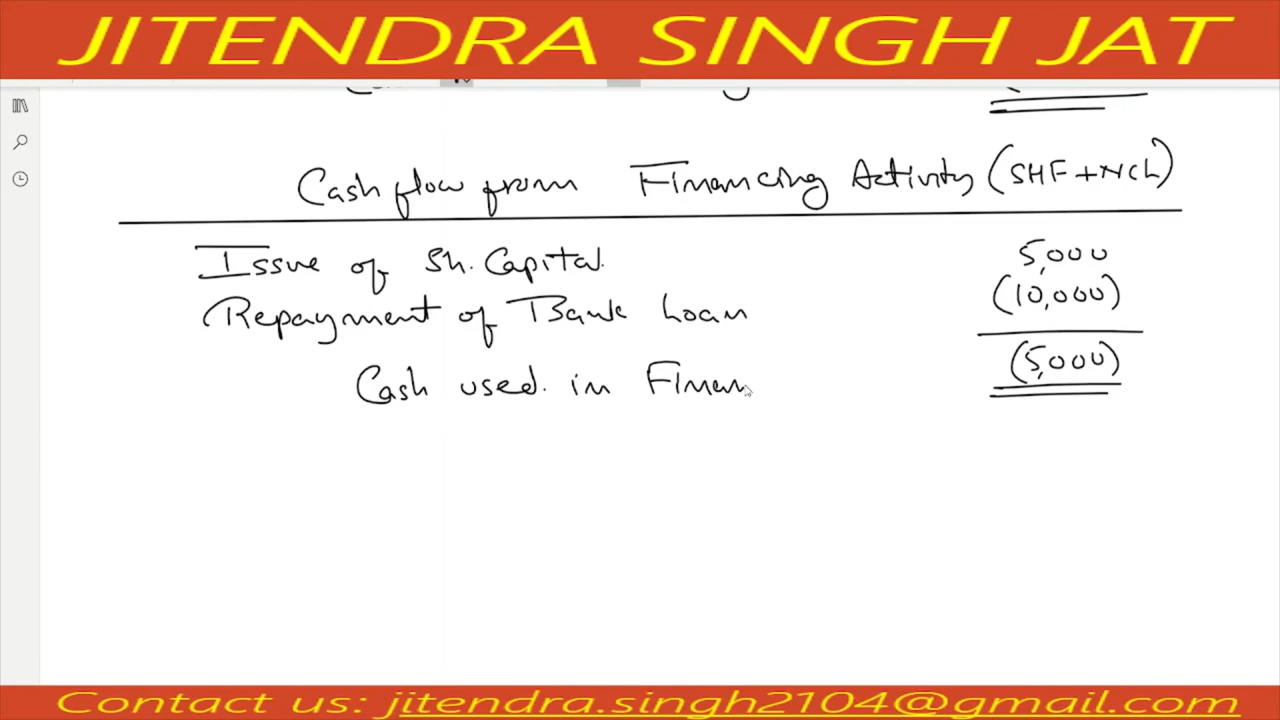 JITENDRA SINGH JAT
Cash flow from Financing Activity (SHF + NCL)
Issue of Sh. Capital 5,000
Repayment of Bank Loan (10,000)
(5,000)
Cash used in Finan
Contact us: jitendra.singh2104@gmail.com